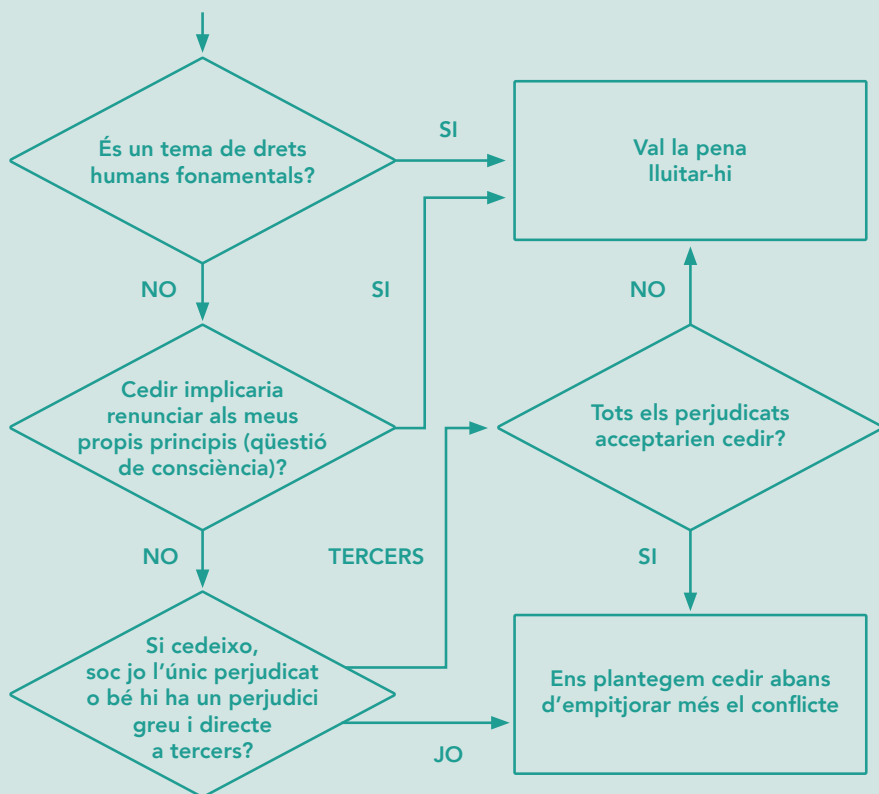 És un tema de drets
humans fonamentals?
SI
Val la pena
lluitar-hi
NO
SI
NO
Cedir implicaria
renunciar als meus
propis principis (qüestió
de consciència)?
Tots els perjudicats
acceptarien cedir?
NO
TERCERS
SI
Si cedeixo,
soc jo l’únic perjudicat
o bé hi ha un perjudici
greu i directe
a tercers?
Ens plantegem cedir abans
d’empitjorar més el conflicte
JO